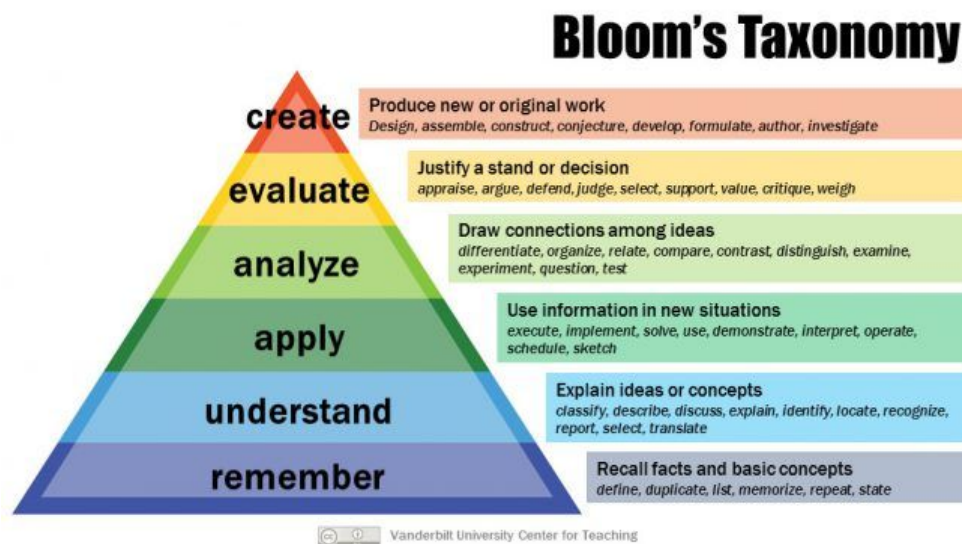 Bloom's Taxonomy
create
Produce new or original work
Design, assemble, construct, conjecture, develop, formulate, author, investigate
evaluate
Justify a stand or decision
appraise, argue, defend, judge, select, support, value, critique, weigh
analyze
Draw connections among ideas
differentiate, organize, relate, compare, contrast, distinguish, examine,
experiment, question, test
apply
Use information in new situations
execute, implement, solve, use, demonstrate, interpret, operate,
schedule, sketch
understand
Explain ideas or concepts
classify, describe, discuss, explain, identify, locate, recognize,
report, select, translate
remember
Recall facts and basic concepts
define, duplicate, list, memorize, repeat, state
cc
Vanderbilt University Center for Teaching